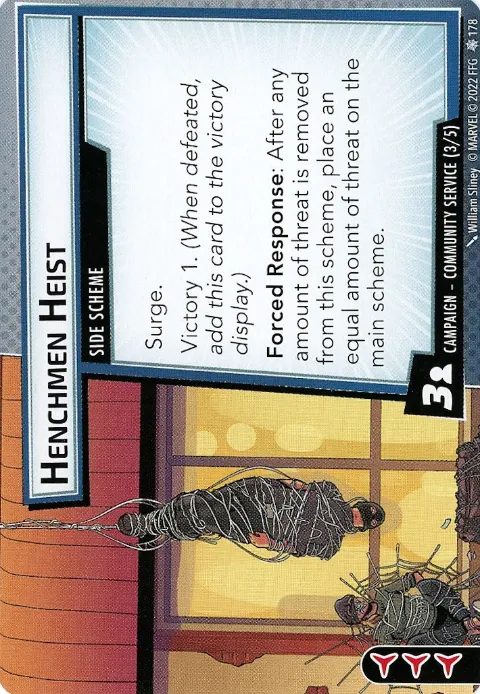 HENCHMEN HEIST
SIDE SCHEME
Surge.
Victory 1. (When defeated,
add this card to the victory
display.)
Forced Response: After any
amount of threat is removed
from this scheme, place an
equal amount of threat on the
main scheme.
3
CAMPAIGN – COMMUNITY SERVICE (3/5)
William Sliney © MARVEL © 2022 FFG 178